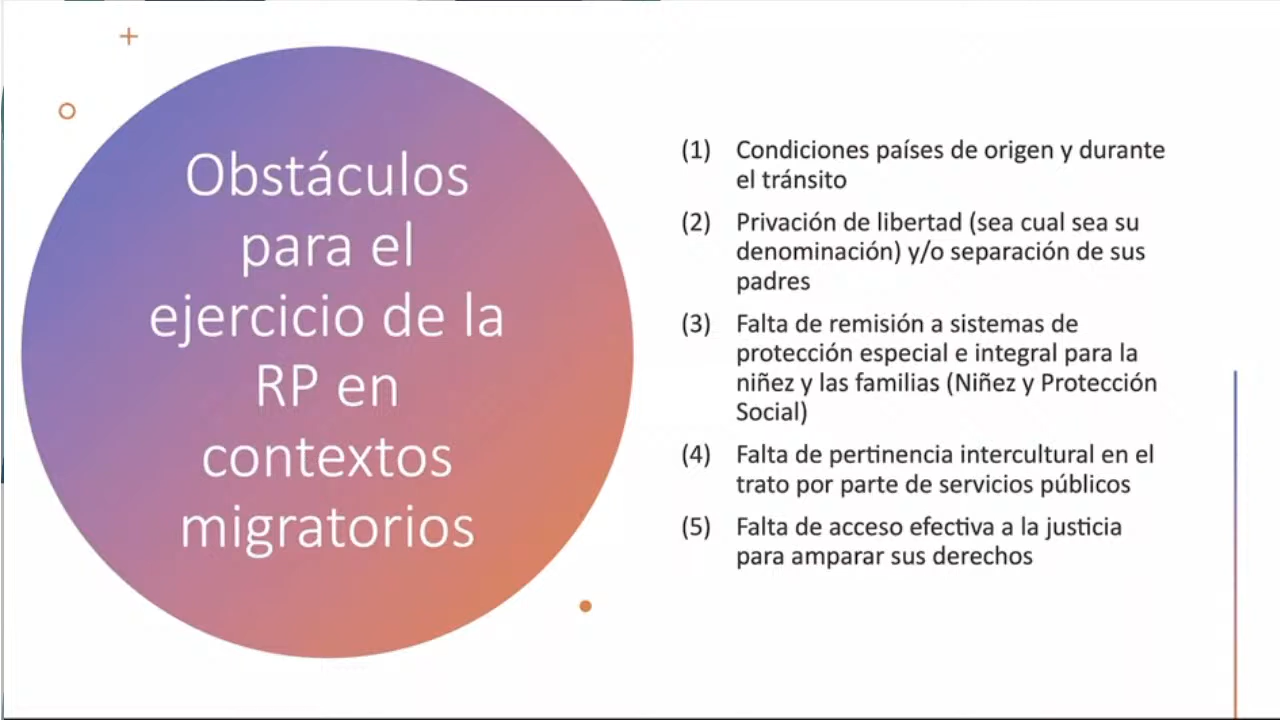 Obstáculos
para el
ejercicio de la
RP en
contextos
migratorios
(1) Condiciones países de origen y durante
el tránsito
(2) Privación de libertad (sea cual sea su
denominación) y/o separación de sus
padres
(3) Falta de remisión a sistemas de
protección especial e integral para la
niñez y las familias (Niñez y Protección
Social)
(4) Falta de pertinencia intercultural en el
trato por parte de servicios públicos
(5) Falta de acceso efectiva a la justicia
para amparar sus derechos